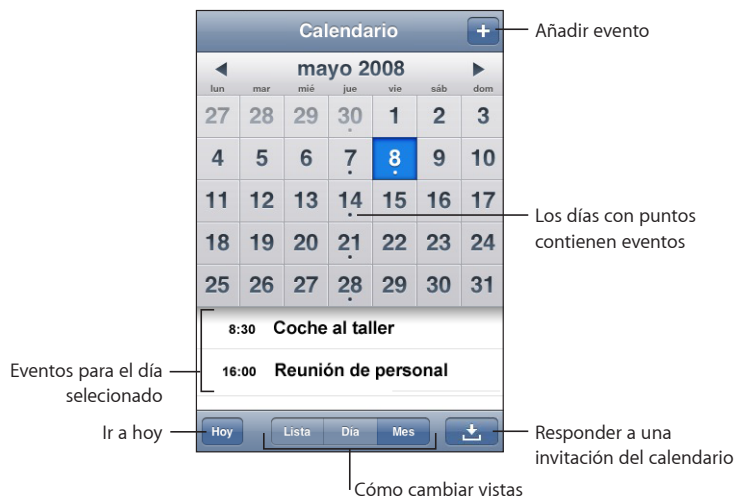 Calendario
+
Añadir evento
mayo 2008
lun mar mié jue vie sáb dom
27 28 29 30 1 2 3
4 5 6 7 8 9 10
11 12 13 14 15 16 17
Los días con puntos
contienen eventos
18 19 20 21 22 23 24
25 26 27 28 29 30 31
8:30 Coche al taller
16:00 Reunión de personal
Eventos para el día
selecionado
Ir a hoy
Hoy
Lista Día Mes
Responder a una
invitación del calendario
Cómo cambiar vistas